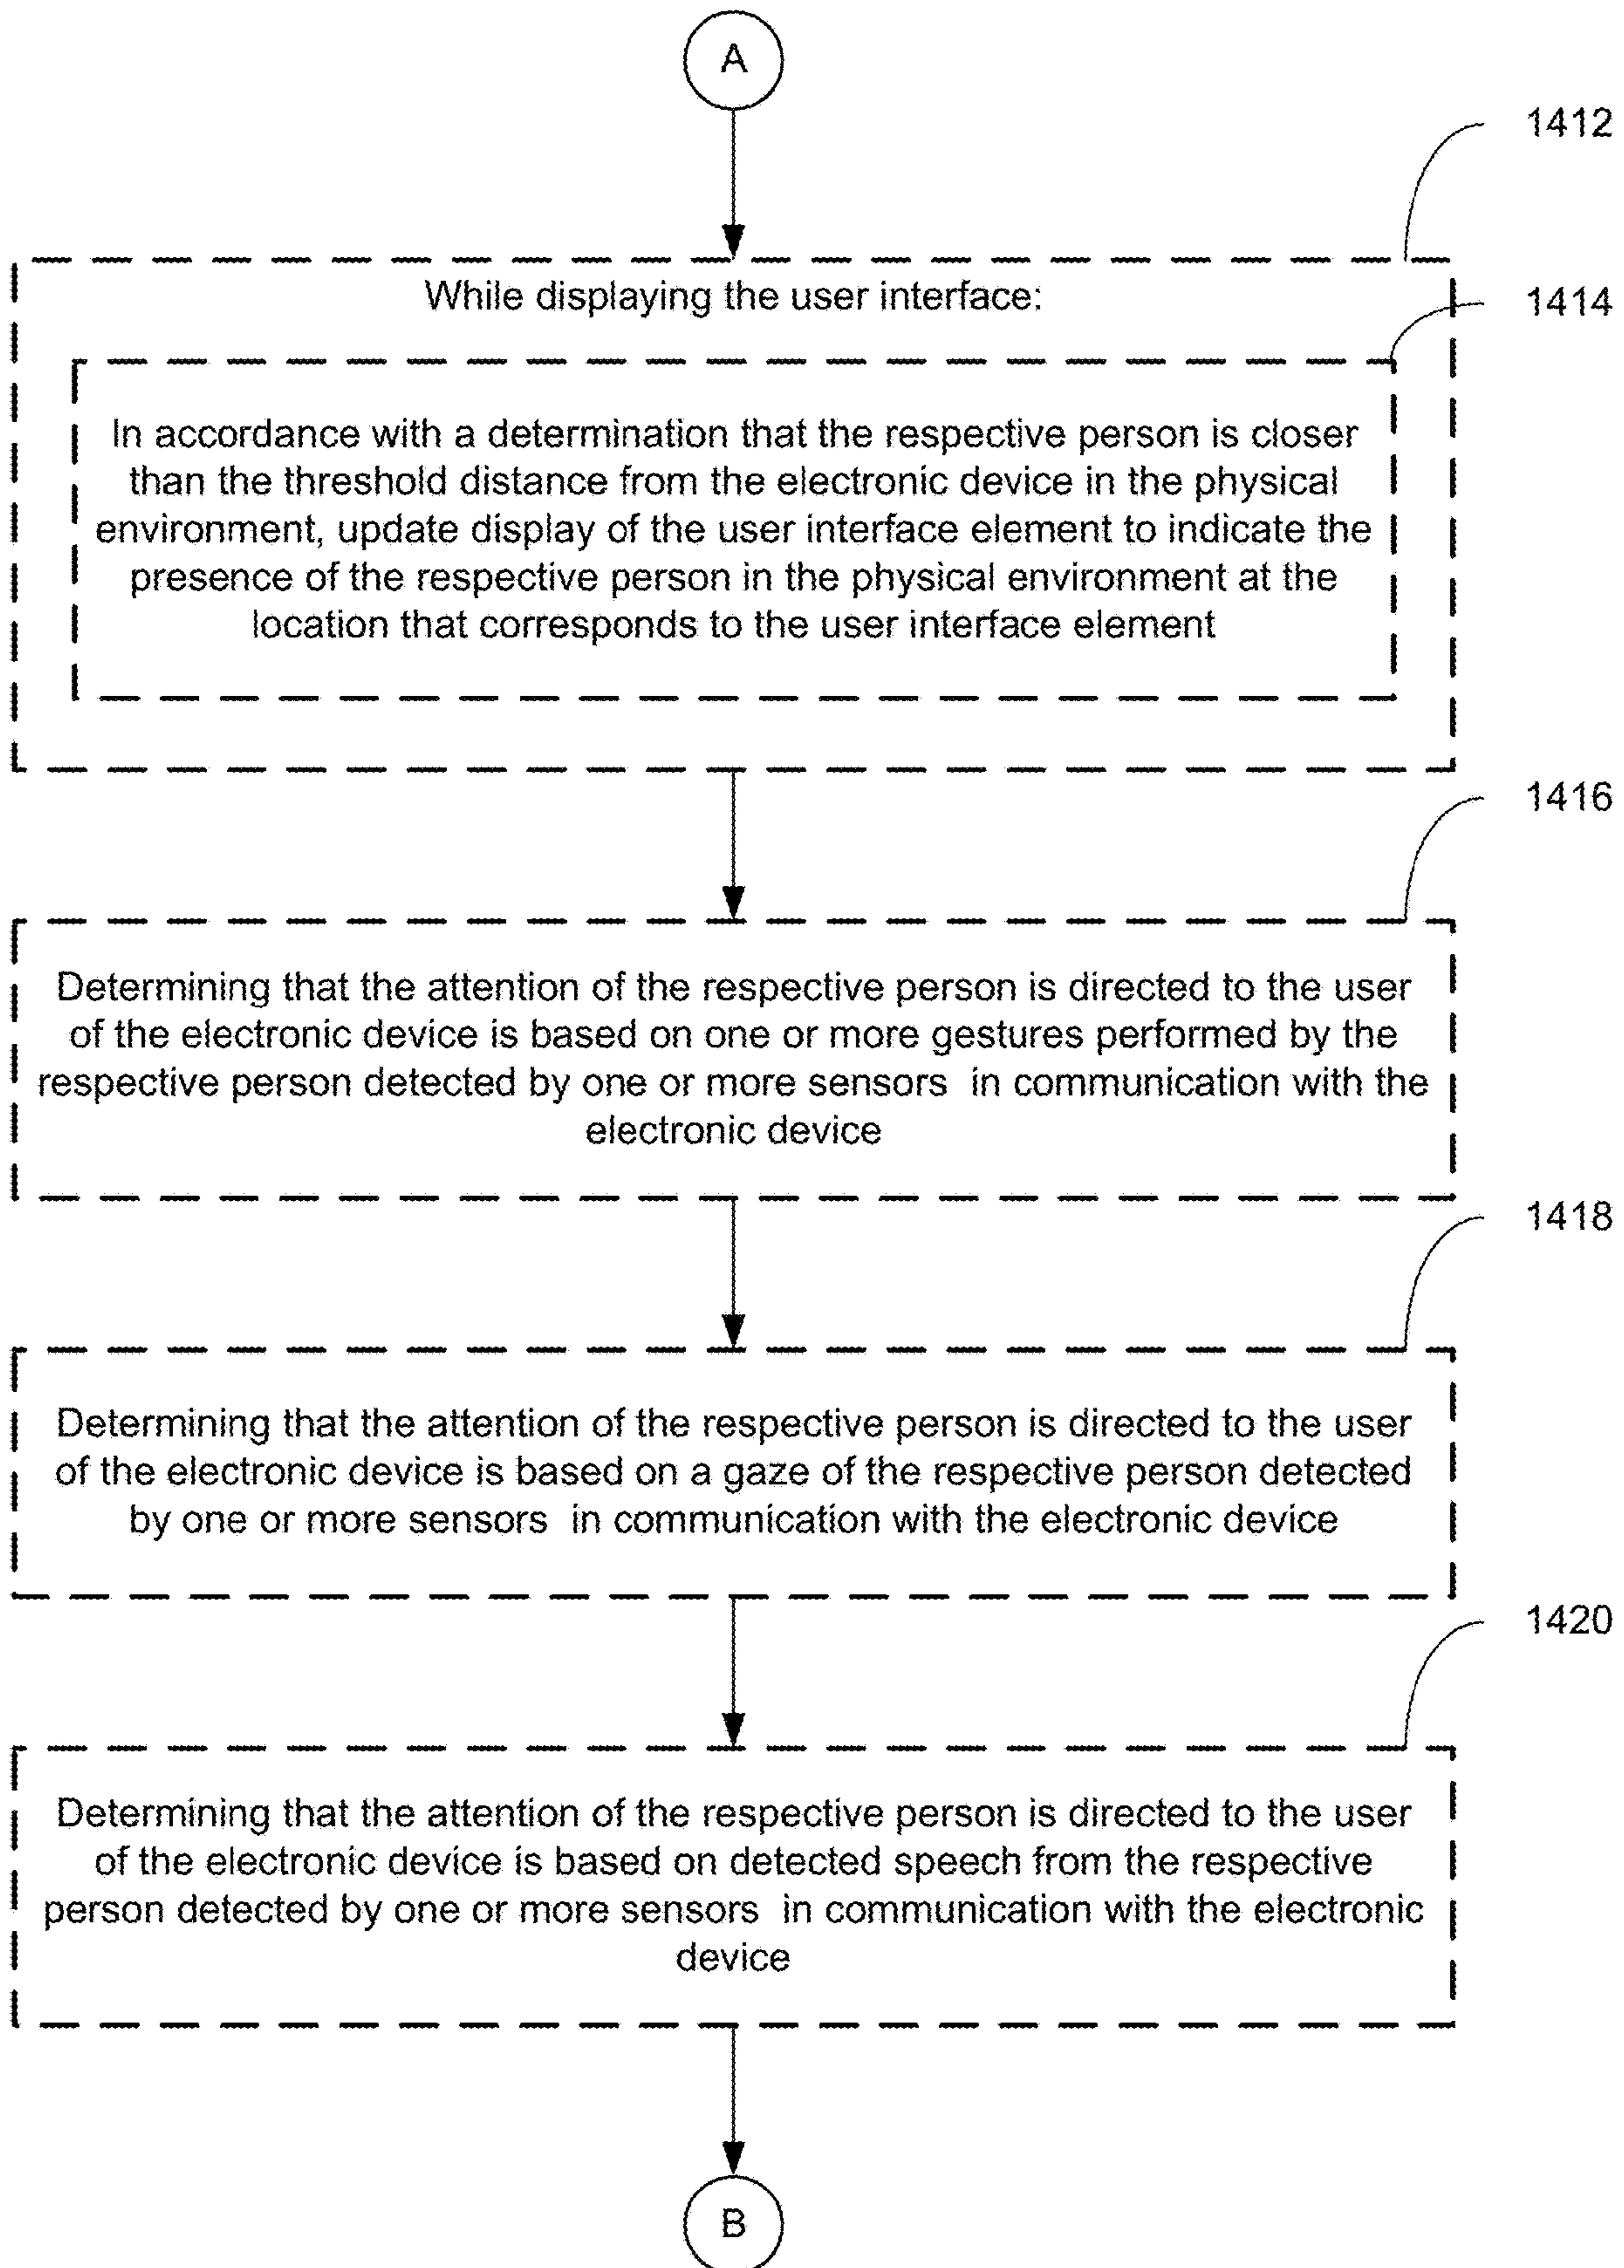 A
1412
While displaying the user interface:
1414
In accordance with a determination that the respective person is closer
than the threshold distance from the electronic device in the physical
environment, update display of the user interface element to indicate the
presence of the respective person in the physical environment at the
location that corresponds to the user interface element
1416
Determining that the attention of the respective person is directed to the user
of the electronic device is based on one or more gestures performed by the
respective person detected by one or more sensors  in communication with the
electronic device
1418
Determining that the attention of the respective person is directed to the user
of the electronic device is based on a gaze of the respective person detected
by one or more sensors  in communication with the electronic device
1420
Determining that the attention of the respective person is directed to the user
of the electronic device is based on detected speech from the respective
person detected by one or more sensors  in communication with the electronic
device
B